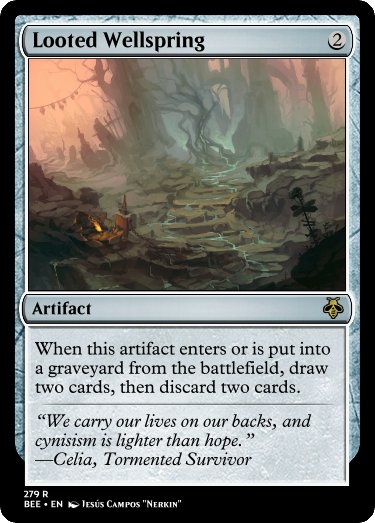 Looted Wellspring 2
Artifact
When this artifact enters or is put into
a graveyard from the battlefield, draw
two cards, then discard two cards.
“We carry our lives on our backs, and
cynisism is lighter than hope.”
—Celia, Tormented Survivor
279 R
BEE • EN Jesús Campos "Nerkin"